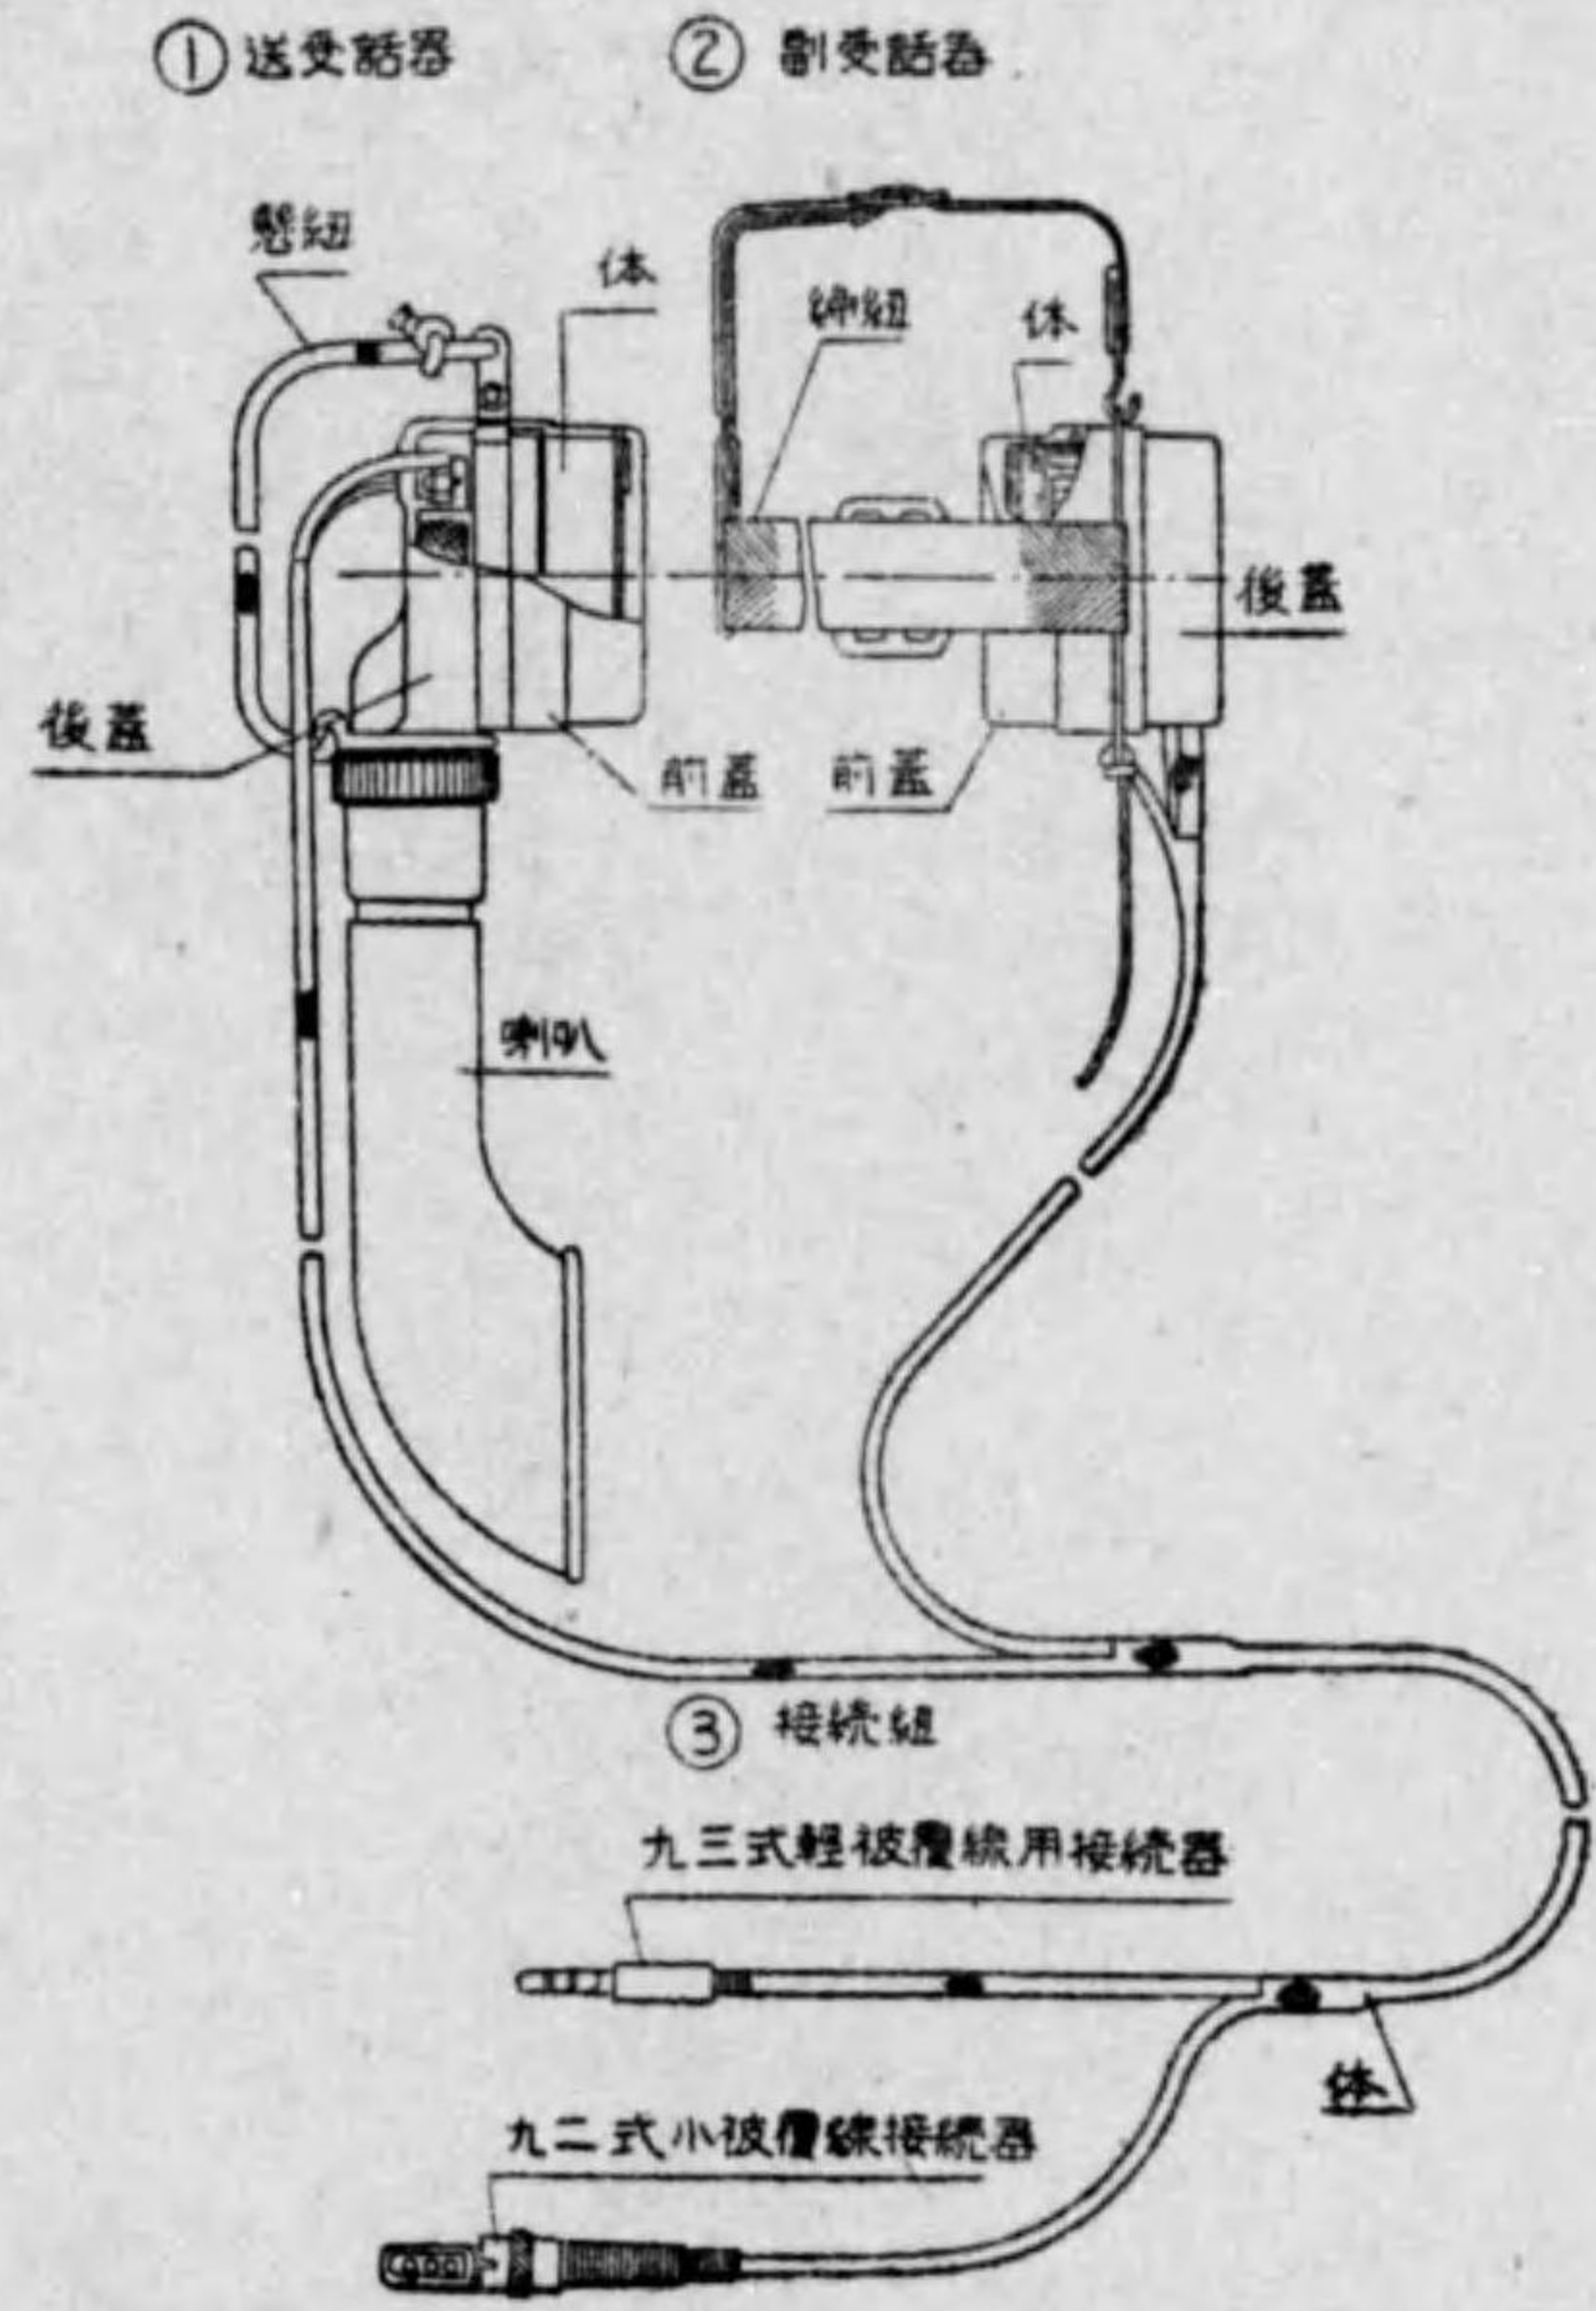 ① 送受話器
② 副受話器
懸紐
体
締紐
体
後蓋
後蓋
前蓋
前蓋
喇叭
③ 接続紐
九三式軽被覆線用接続器
体
九二式小被覆線接続器